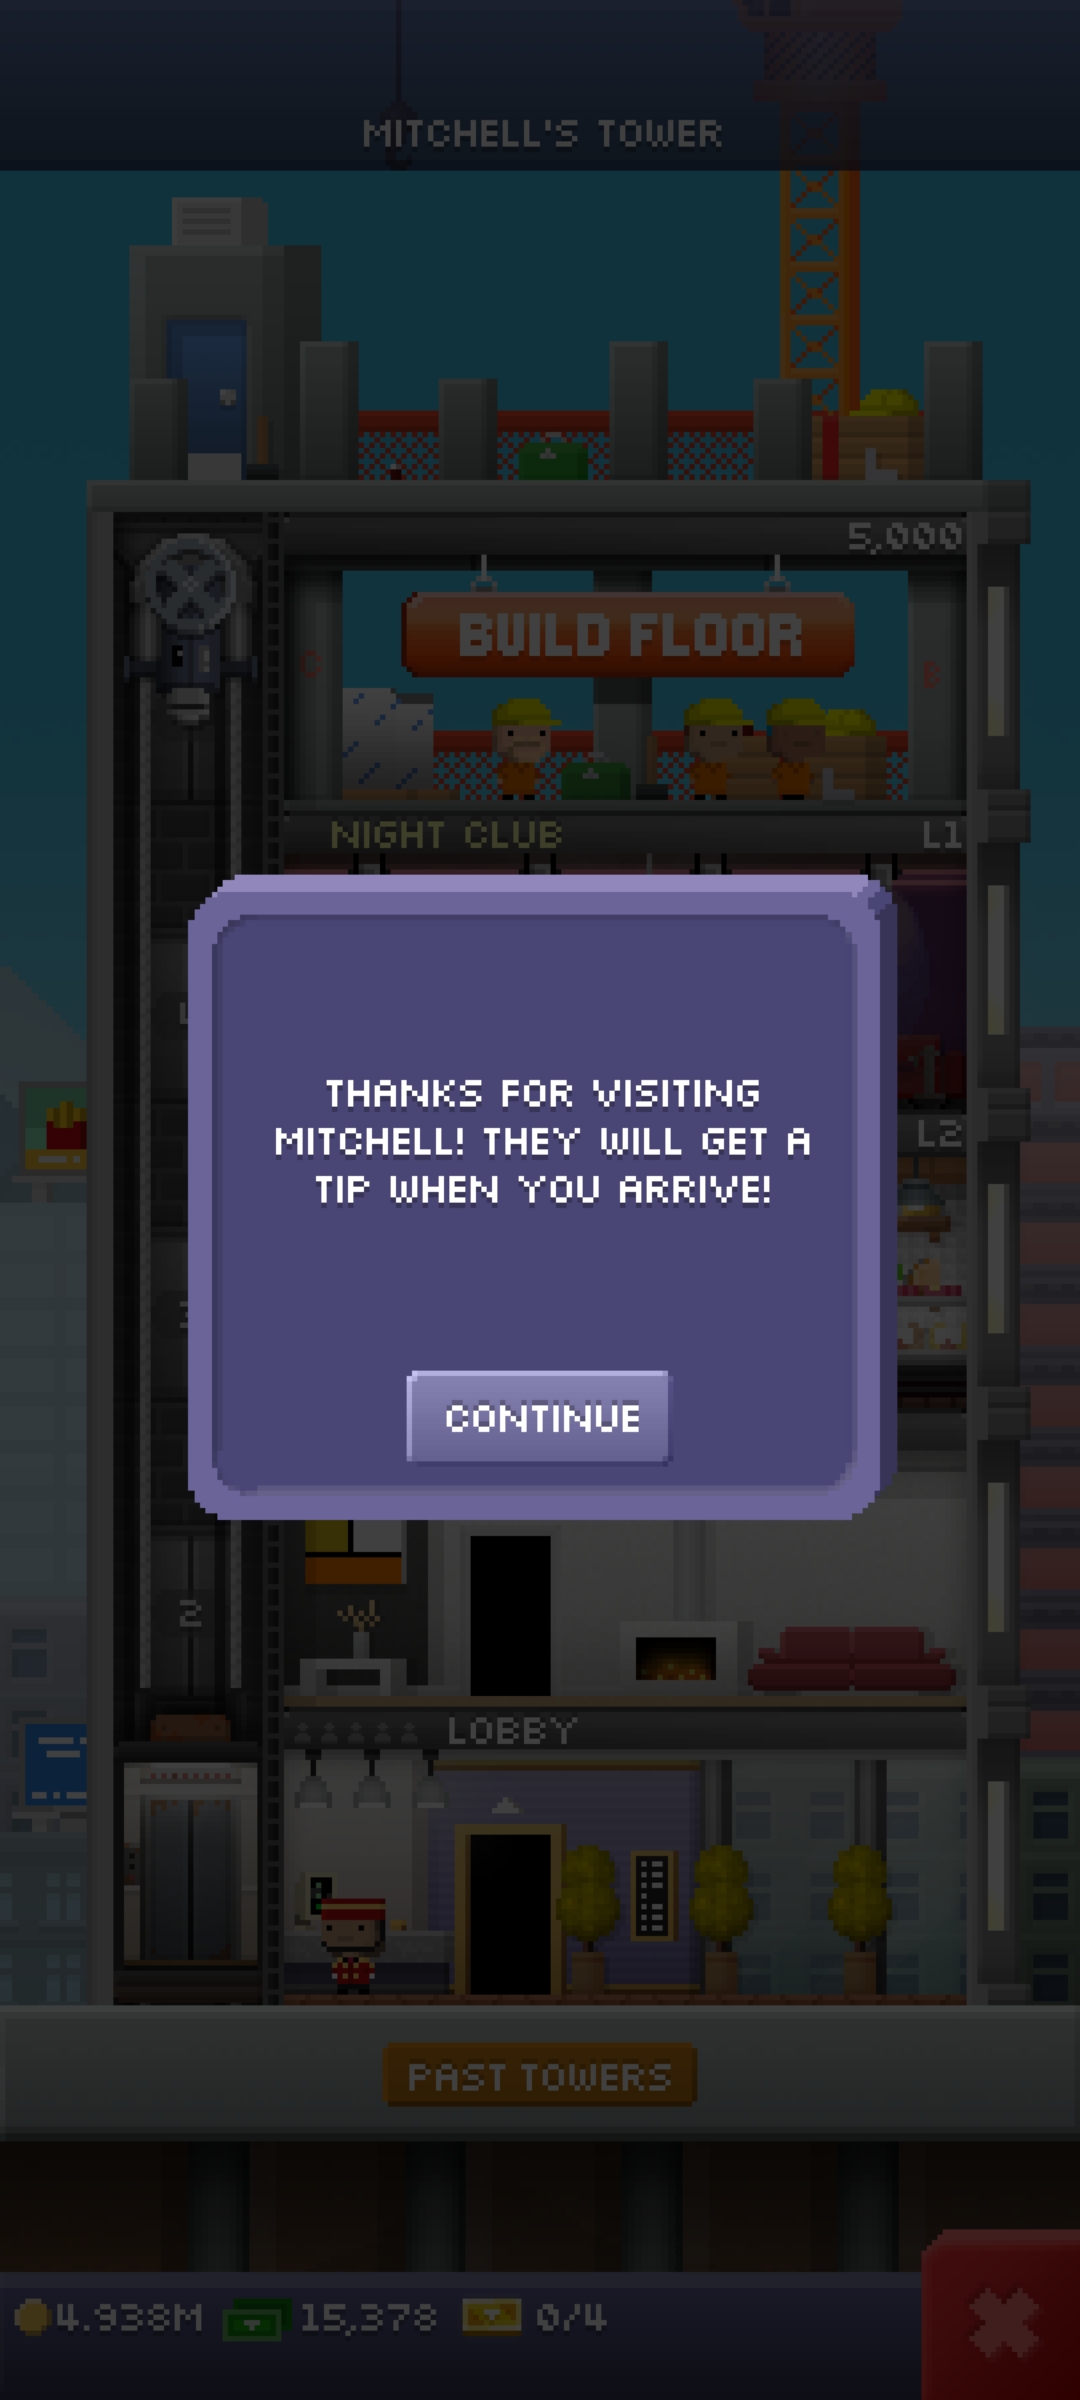 MITCHELL'S TOWER
5,000
BUILD FLOOR
NIGHT CLUB L1
THANKS FOR VISITING
MITCHELL! THEY WILL GET A
TIP WHEN YOU ARRIVE!
L2
CONTINUE
2
LOBBY
PAST TOWERS
4.938M 15,378 0/4